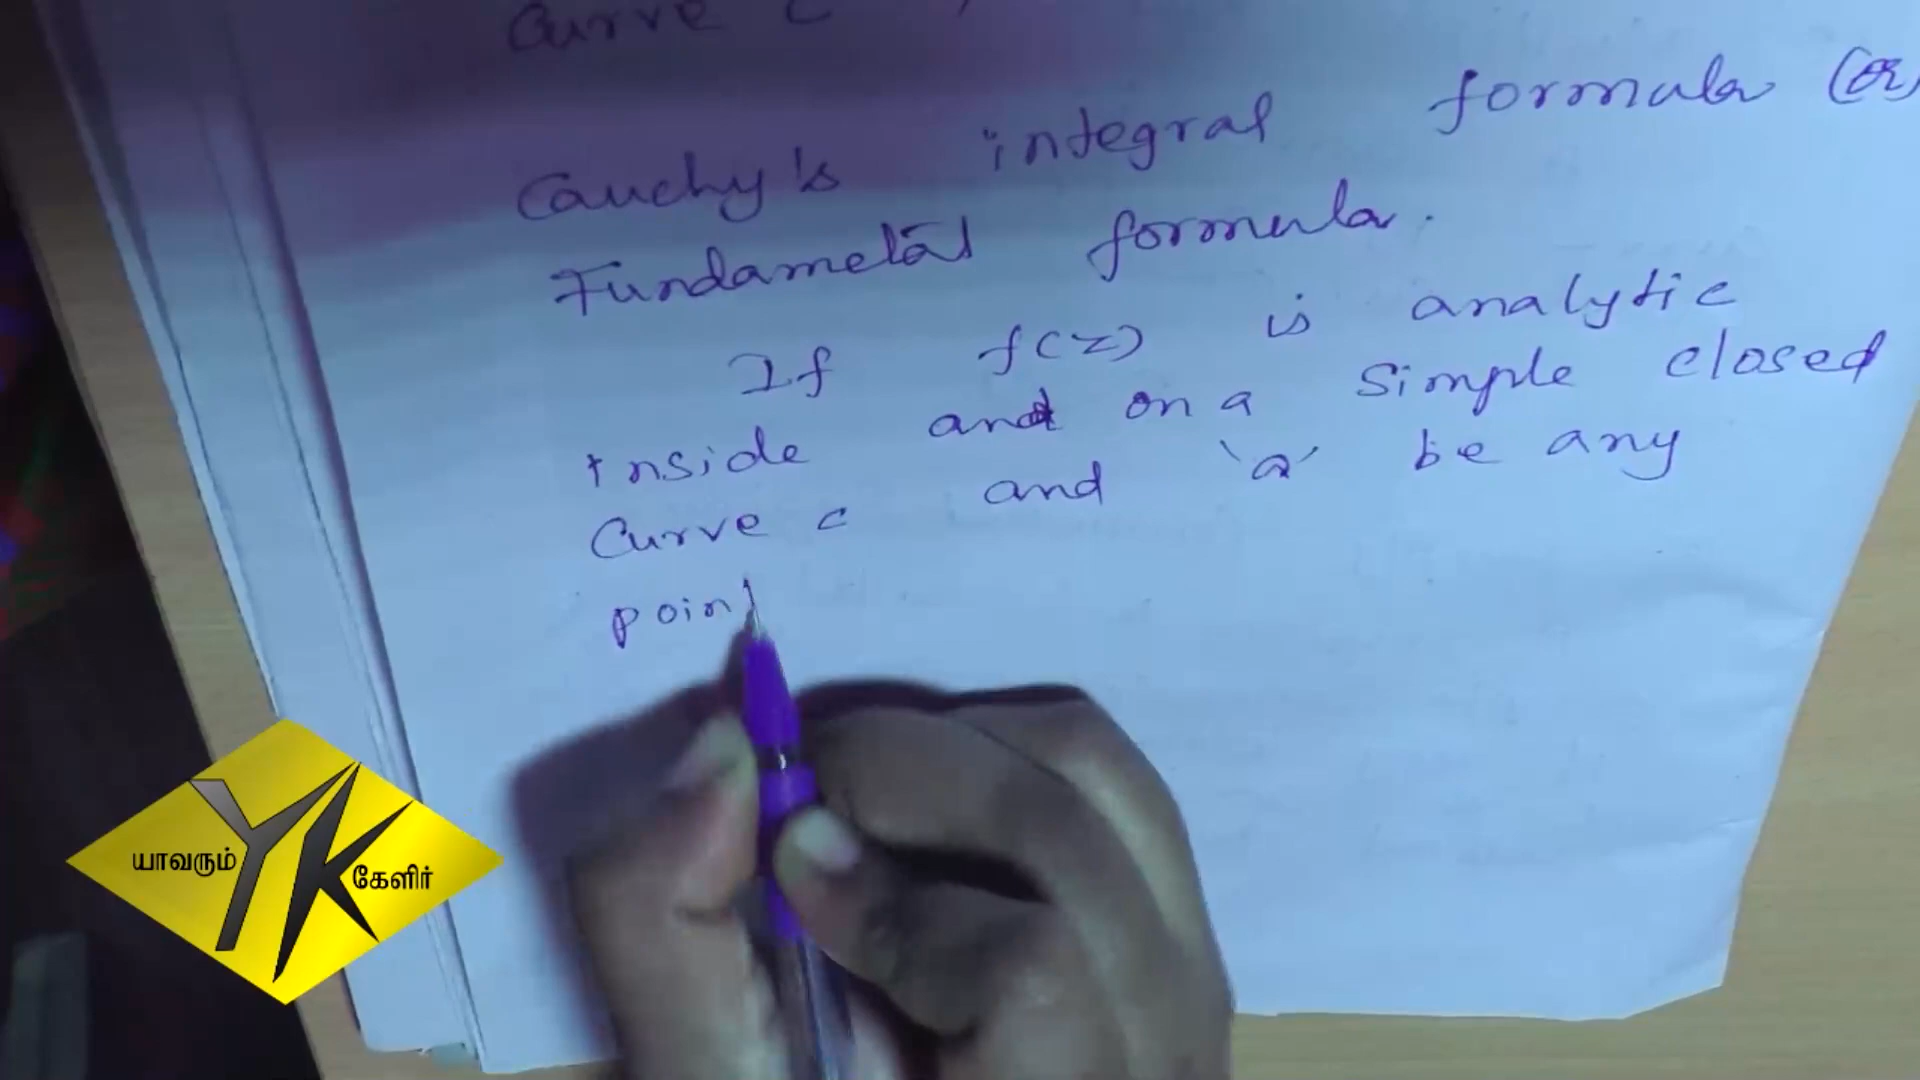 Curve c
Cauchy's integral formula (or)
Fundametal formula.
If f(z) is analytic
inside and on a simple closed
Curve c and 'a' be any
point
யாவரும்
YK
கேளிர்